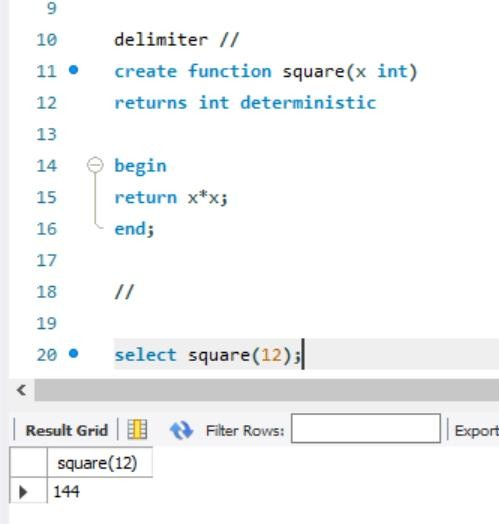 9
10 delimiter //
11 create function square(x int)
12 returns int deterministic
13
14 begin
15 return x*x;
16 end;
17
18 //
19
20 select square(12);
Result Grid Filter Rows: Export
square(12)
144